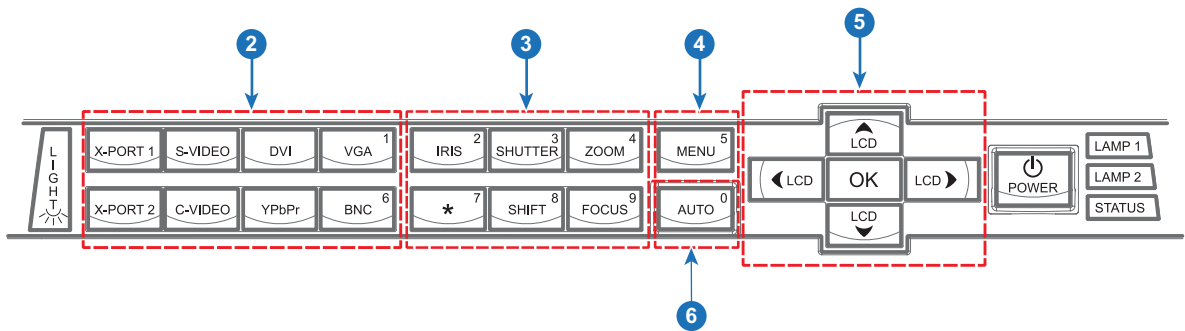 2
3
4
5
LIGHT
X-PORT 1 S-VIDEO DVI VGA 1
IRIS 2 SHUTTER 3 ZOOM 4
MENU 5
LCD
LAMP 1
X-PORT 2 C-VIDEO YPbPr BNC 6
* 7 SHIFT 8 FOCUS 9
AUTO 0
LCD OK LCD
LCD
POWER
LAMP 2
STATUS
6